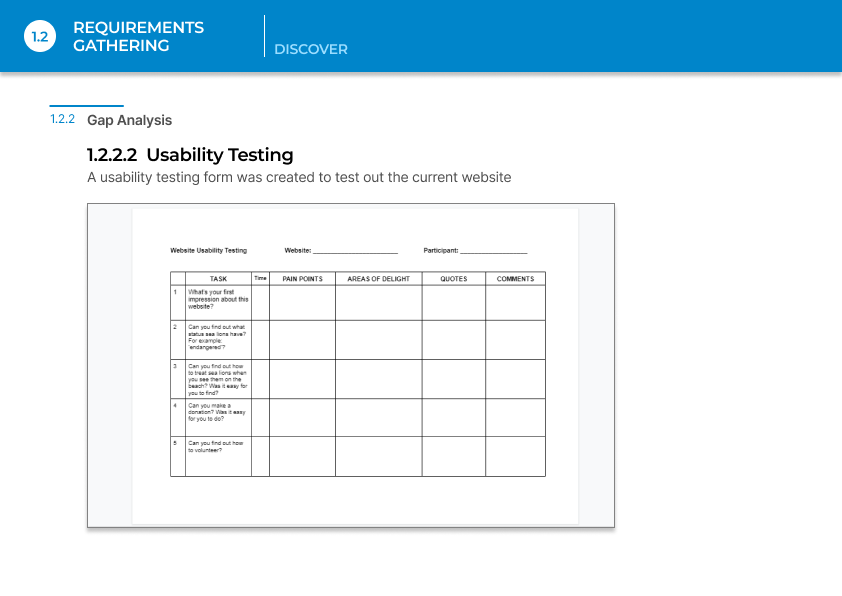 1.2
REQUIREMENTS
GATHERING
DISCOVER
1.2.2 Gap Analysis
1.2.2.2 Usability Testing
A usability testing form was created to test out the current website
Website Usability Testing Website: ______________________ Participant: __________________
TASK Time PAIN POINTS AREAS OF DELIGHT QUOTES COMMENTS
1 What's your first
impression about this
website?
2 Can you find out what
status sea lions have?
For example:
'endangered'?
3 Can you find out how
to treat sea lions when
you see them on the
beach? Was it easy for
you to find?
4 Can you make a
donation? Was it easy
for you to do?
5 Can you find out how
to volunteer?